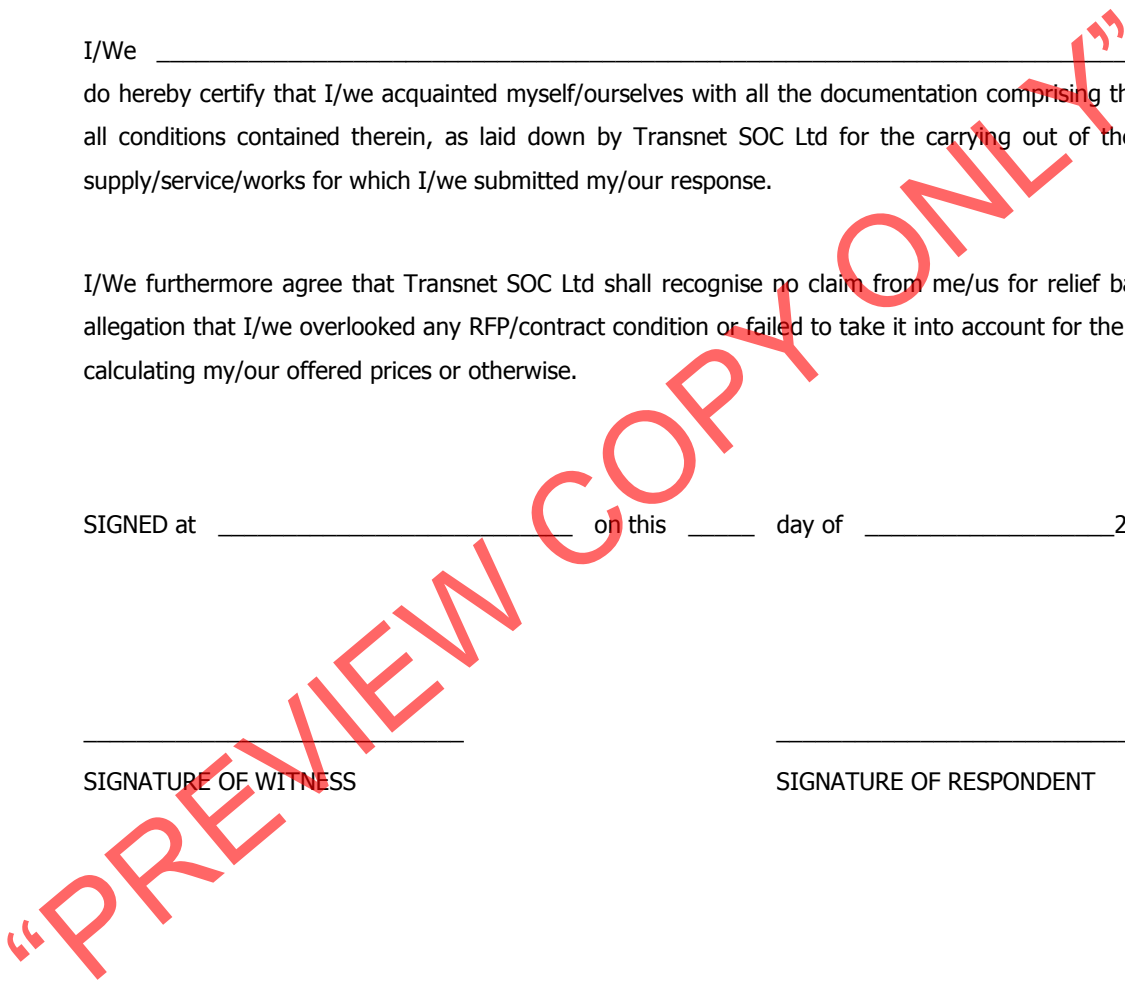 I/We ________________________________________
do hereby certify that I/we acquainted myself/ourselves with all the documentation comprising
all conditions contained therein, as laid down by Transnet SOC Ltd for the carrying out of
supply/service/works for which I/we submitted my/our response.
I/We furthermore agree that Transnet SOC Ltd shall recognise no claim from me/us for relief
allegation that I/we overlooked any RFP/contract condition or failed to take it into account for the
calculating my/our offered prices or otherwise.
SIGNED at ___________________________ on this _____ day of ___________________2
SIGNATURE OF WITNESS SIGNATURE OF RESPONDENT
“PREVIEW COPY ONLY”